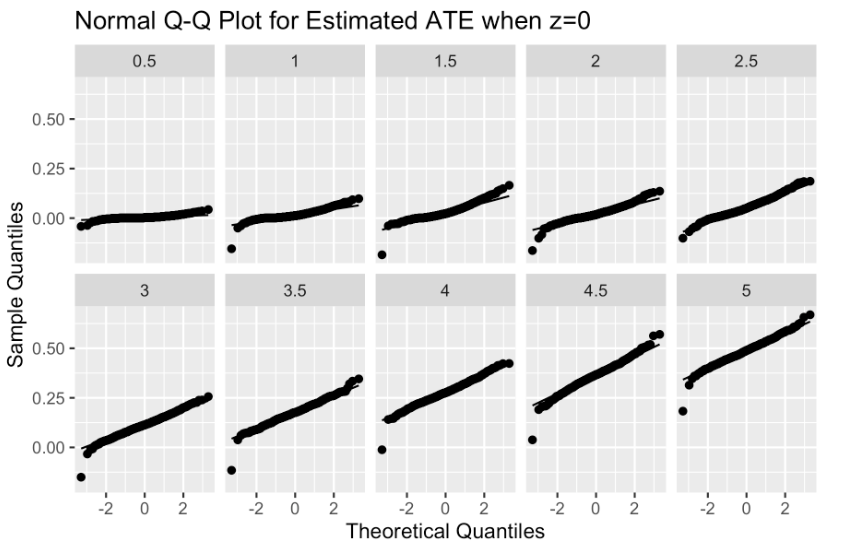 Normal Q-Q Plot for Estimated ATE when z=0
0.5 1 1.5 2 2.5
0.50
0.25
0.00
3 3.5 4 4.5 5
0.50
0.25
0.00
-2 0 2 -2 0 2 -2 0 2 -2 0 2 -2 0 2
Theoretical Quantiles
Sample Quantiles